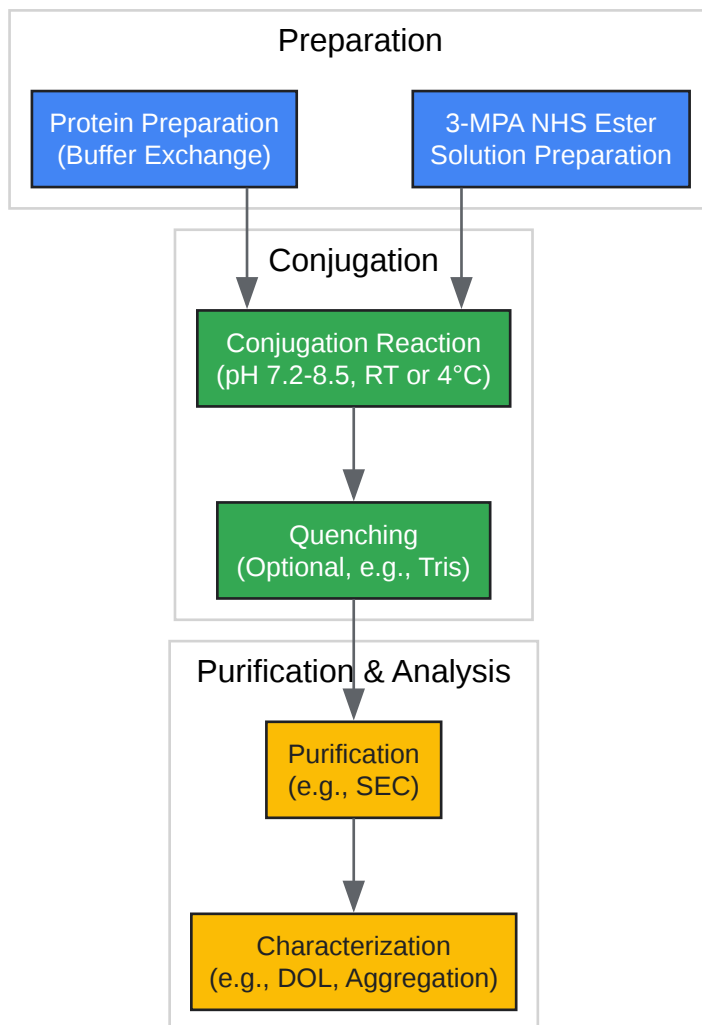 Preparation
Protein Preparation
(Buffer Exchange)
3-MPA NHS Ester
Solution Preparation
Conjugation
Conjugation Reaction
(pH 7.2-8.5, RT or 4°C)
Quenching
(Optional, e.g., Tris)
Purification & Analysis
Purification
(e.g., SEC)
Characterization
(e.g., DOL, Aggregation)